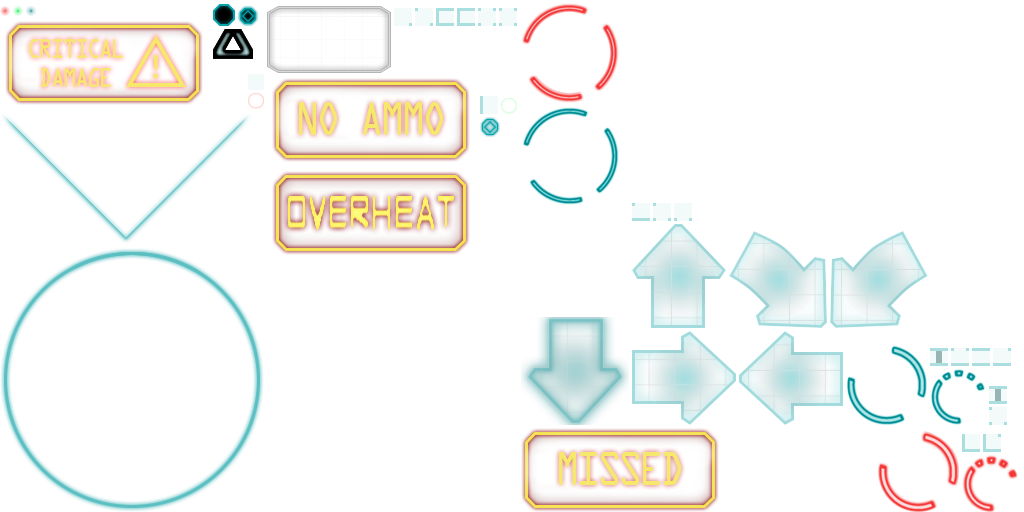 CRITICAL
DAMAGE
!
NO AMMO
OVERHEAT
MISSED